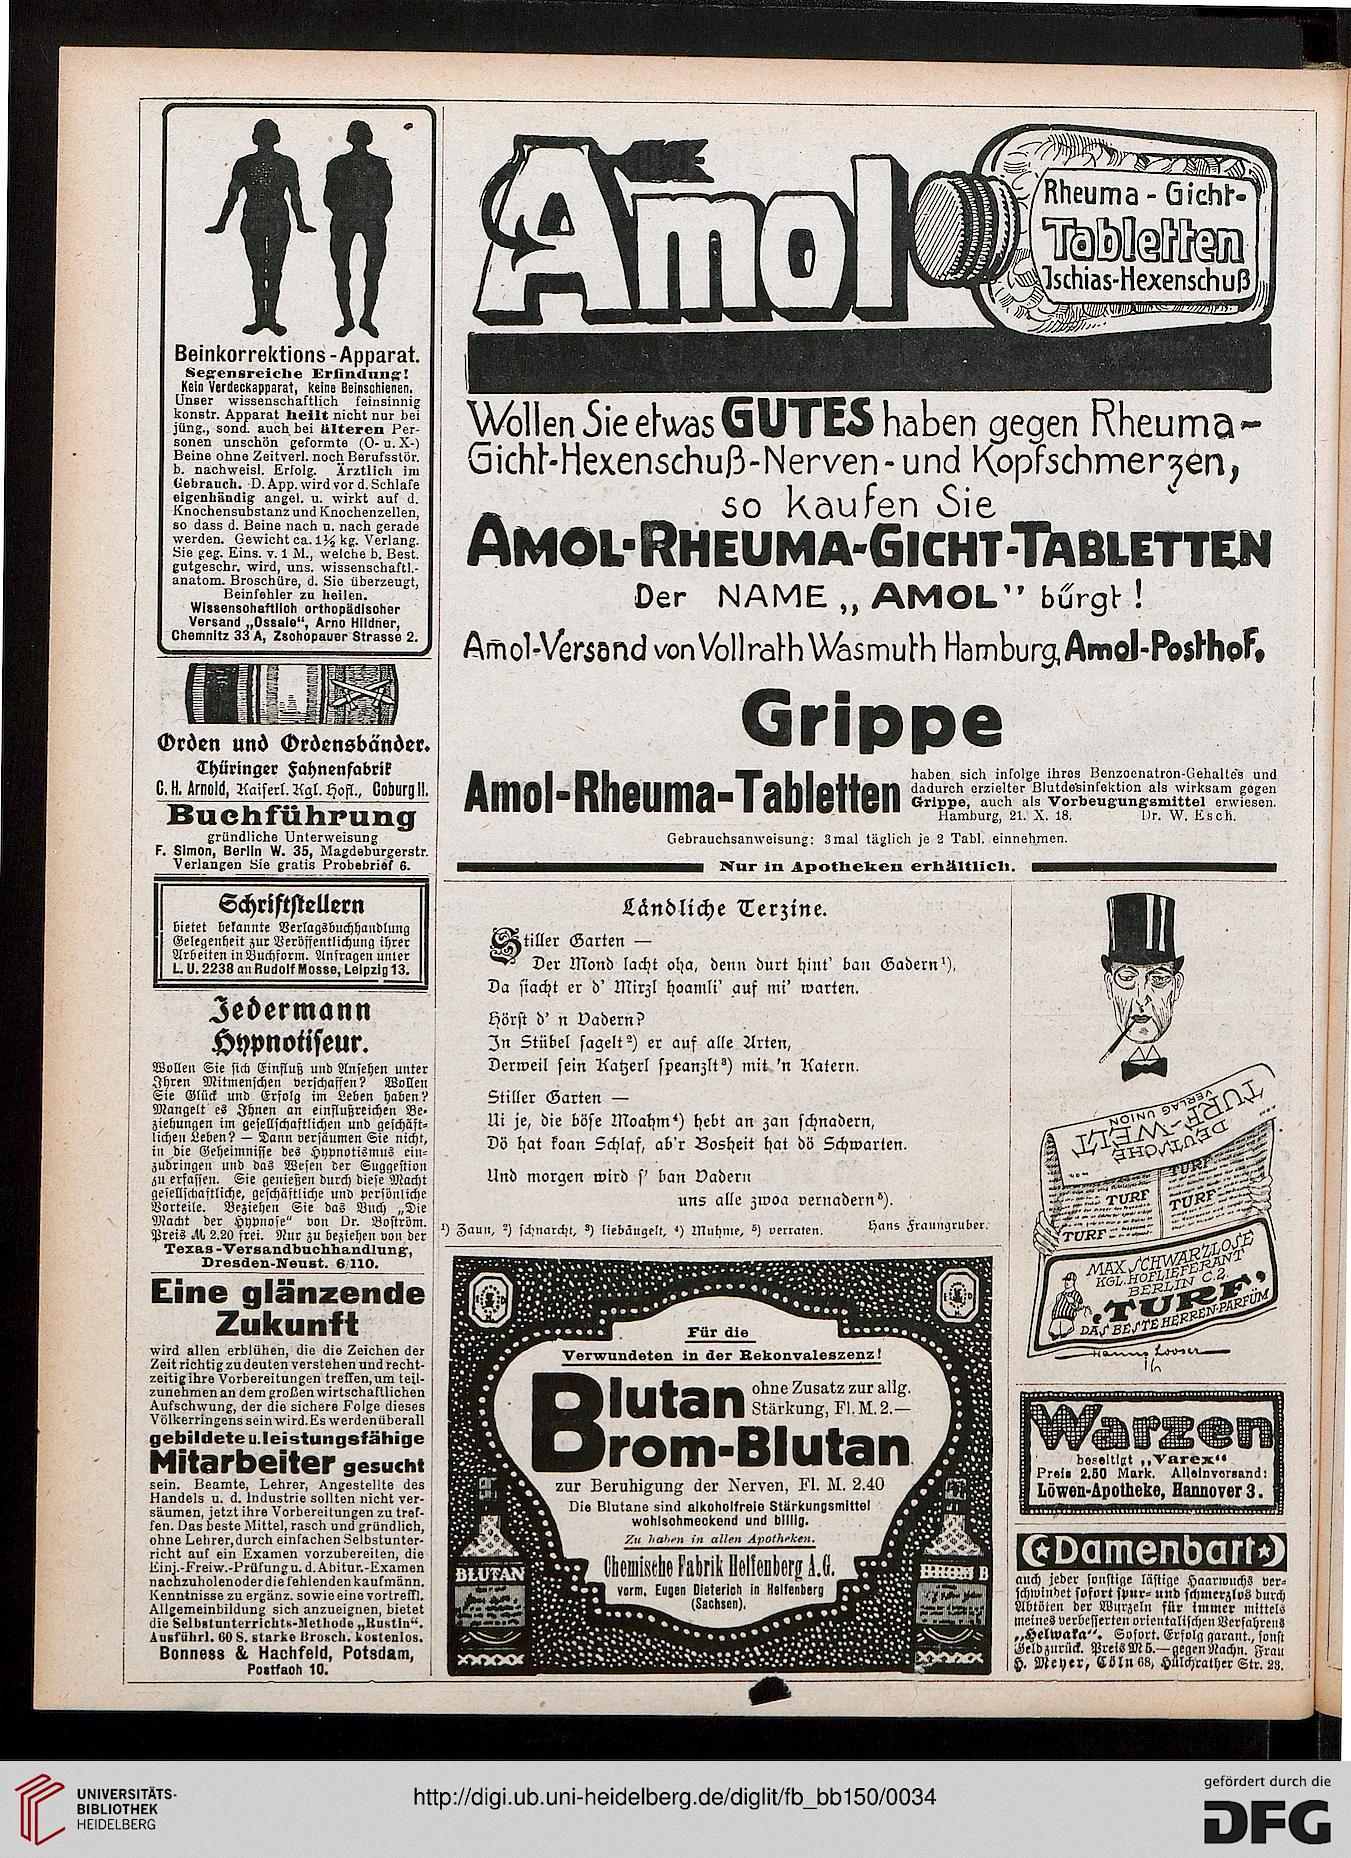 Beinkorrektions-Apparat.
Segensreiche Erfindung!
Kein Verdeckapparat, keine Beinschienen.
Unser wissenschaftlich feinsinnig
konstr. Apparat heilt nicht nur bei
jüng., sond. auch bei älteren Per-
sonen unschön geformte (O- u. X-)
Beine ohne Zeitverl. noch Berufsstör.
b. nachweisl. Erfolg. Ärztlich im
Gebrauch. D. App. wird vor d. Schlafe
eigenhändig angel. u. wirkt auf d.
Knochensubstanz und Knochenzellen,
so dass d. Beine nach u. nach gerade
werden. Gewicht ca. 1½ kg. Verlang.
Sie geg. Eins. v. 1 M., welche b. Best.
gutgeschr. wird, uns. wissenschaftl.-
anatom. Broschüre, d. Sie überzeugt,
Beinfehler zu heilen.
Wissenschaftlich orthopädischer
Versand „Ossale“, Arno Hildner,
Chemnitz 33 A, Zschopauer Strasse 2.
Orden und Ordensbänder.
Thüringer Fahnenfabrik
C. H. Arnold, Kaiserl. Kgl. Hofl., Coburg II.
Buchführung
gründliche Unterweisung
F. Simon, Berlin W. 35, Magdeburgerstr.
Verlangen Sie gratis Probebrief 6.
Schriftstellern
bietet bekannte Verlagsbuchhandlung
Gelegenheit zur Veröffentlichung ihrer
Arbeiten in Buchform. Anfragen unter
L. U. 2238 an Rudolf Mosse, Leipzig 13.
Jedermann
Hypnotiseur.
Wollen Sie sich Einfluß und Ansehen unter
Ihren Mitmenschen verschaffen? Wollen
Sie Glück und Erfolg im Leben haben?
Mangelt es Ihnen an einflußreichen Be-
ziehungen im gesellschaftlichen und geschäft-
lichen Leben? — Dann versäumen Sie nicht,
in die Geheimnisse des Hypnotismus ein-
zudringen und das Wesen der Suggestion
zu erfassen. Sie genießen durch diese Macht
gesellschaftliche, geschäftliche und persönliche
Vorteile. Beziehen Sie das Buch „Die
Macht der Hypnose“ von Dr. Boström.
Preis M 2.20 frei. Nur zu beziehen von der
Texas-Versandbuchhandlung,
Dresden-Neust. 6/110.
Eine glänzende
Zukunft
wird allen erblühen, die die Zeichen der
Zeit richtig zu deuten verstehen und recht-
zeitig ihre Vorbereitungen treffen, um teil-
zunehmen an dem großen wirtschaftlichen
Aufschwung, der die sichere Folge dieses
Völkerringens sein wird. Es werden überall
gebildete u. leistungsfähige
Mitarbeiter gesucht
sein. Beamte, Lehrer, Angestellte des
Handels u. d. Industrie sollten nicht ver-
säumen, jetzt ihre Vorbereitungen zu tref-
fen. Das beste Mittel, rasch und gründlich,
ohne Lehrer, durch einfachen Selbstunter-
richt auf ein Examen vorzubereiten, die
Einj.-Freiw.-Prüfung u. d. Abitur.-Examen
nachzuholen oder die fehlenden kaufmänn.
Kenntnisse zu ergänz. sowie eine vortreffl.
Allgemeinbildung sich anzueignen, bietet
die Selbstunterrichts-Methode „Rustin“.
Ausführl. 60 S. starke Brosch. kostenlos.
Bonness & Hachfeld, Potsdam,
Postfach 10.
Amol
Rheuma-Gicht-
Tabletten
Ischias-Hexenschuß
Wollen Sie etwas GUTES haben gegen Rheuma-
Gicht-Hexenschuß-Nerven- und Kopfschmerzen,
so kaufen Sie
AMOL-RHEUMA-GICHT-TABLETTEN
Der NAME „AMOL” bürgt!
Amol-Versand von Vollrath Wasmuth Hamburg, Amol-Posthof.
Grippe
Amol-Rheuma-Tabletten
haben sich infolge ihres Benzoenatron-Gehaltes und
dadurch erzielter Blutdesinfektion als wirksam gegen
Grippe, auch als Vorbeugungsmittel erwiesen.
Hamburg, 21. X. 18. Dr. W. Esch.
Gebrauchsanweisung: 3mal täglich je 2 Tabl. einnehmen.
Nur in Apotheken erhältlich.
Ländliche Terzine.
Stiller Garten —
Der Mond lacht oha, denn durt hint' ban Gadern¹),
Da siacht er d' Mirzl hoamli' auf mi' warten.
Hörst d' n Vadern?
In Stübel sagelt²) er auf alle Arten,
Derweil sein Katzerl speanzlt³) mit 'n Katern.
Stiller Garten —
Ui je, die böse Moahm⁴) hebt an zan schnadern,
Dö hat koan Schlaf, ab'r Bosheit hat dö Schwarten.
Und morgen wird s' ban Vadern
uns alle zwoa vernadern⁵).
¹) Zaun, ²) schnarcht, ³) liebäugelt, ⁴) Muhme, ⁵) verraten.
Hans Fraungruber.
Für die
Verwundeten in der Rekonvaleszenz!
Blutan ohne Zusatz zur allg.
Stärkung, Fl. M. 2.—
Brom-Blutan
zur Beruhigung der Nerven, Fl. M. 2.40
Die Blutane sind alkoholfreie Stärkungsmittel
wohlschmeckend und billig.
Zu haben in allen Apotheken.
Chemische Fabrik Helfenberg A.G.
vorm. Eugen Dieterich in Helfenberg
(Sachsen).
BLUTAN
BROM B
DEUTSCHE
TURF-WELT
VERLAG UNION
TURF
TURF
TURF
TURF
MAX SCHWARZLOSE
KGL. HOFLIEFERANT
BERLIN C.2
„TURF”
DAS BESTE HERREN-PARFÜM
Warzen
beseitigt „Varex“
Preis 2.50 Mark. Alleinversand:
Löwen-Apotheke, Hannover 3.
Damenbart
auch jeder sonstige lästige Haarwuchs ver-
schwindet sofort spur- und schmerzlos durch
Abtöten der Wurzeln für immer mittels
meines verbesserten orientalischen Verfahrens
„Helwaka“. Sofort. Erfolg garant., sonst
Geld zurück. Preis M 5.— gegen Nachn. Frau
H. Meyer, Cöln 68, Hülchrather Str. 23.
UNIVERSITÄTS-
BIBLIOTHEK
HEIDELBERG
http://digi.ub.uni-heidelberg.de/diglit/fb_bb150/0034
gefördert durch die
DFG